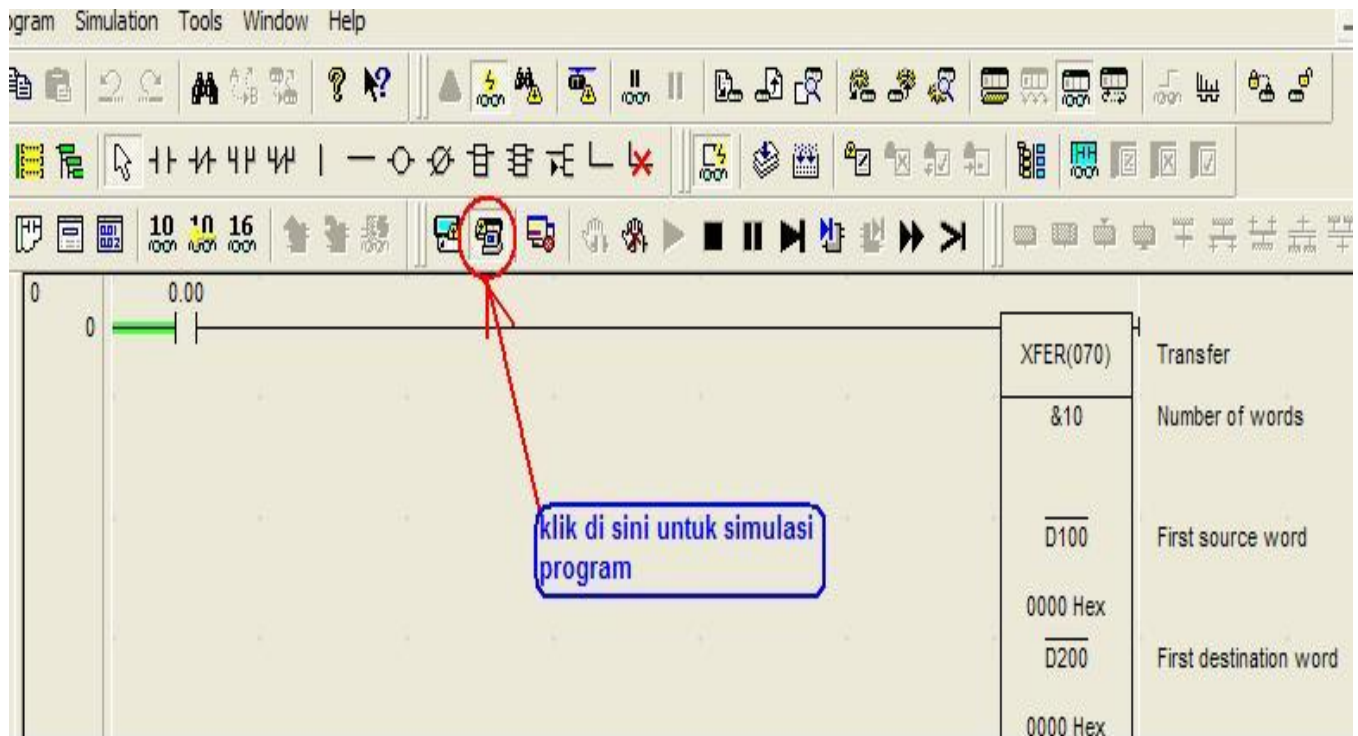 ogram Simulation Tools Window Help
10 10 16
0 0.00
0
XFER(070) Transfer
&10 Number of words
klik di sini untuk simulasi
program
D100 First source word
0000 Hex
D200 First destination word
0000 Hex